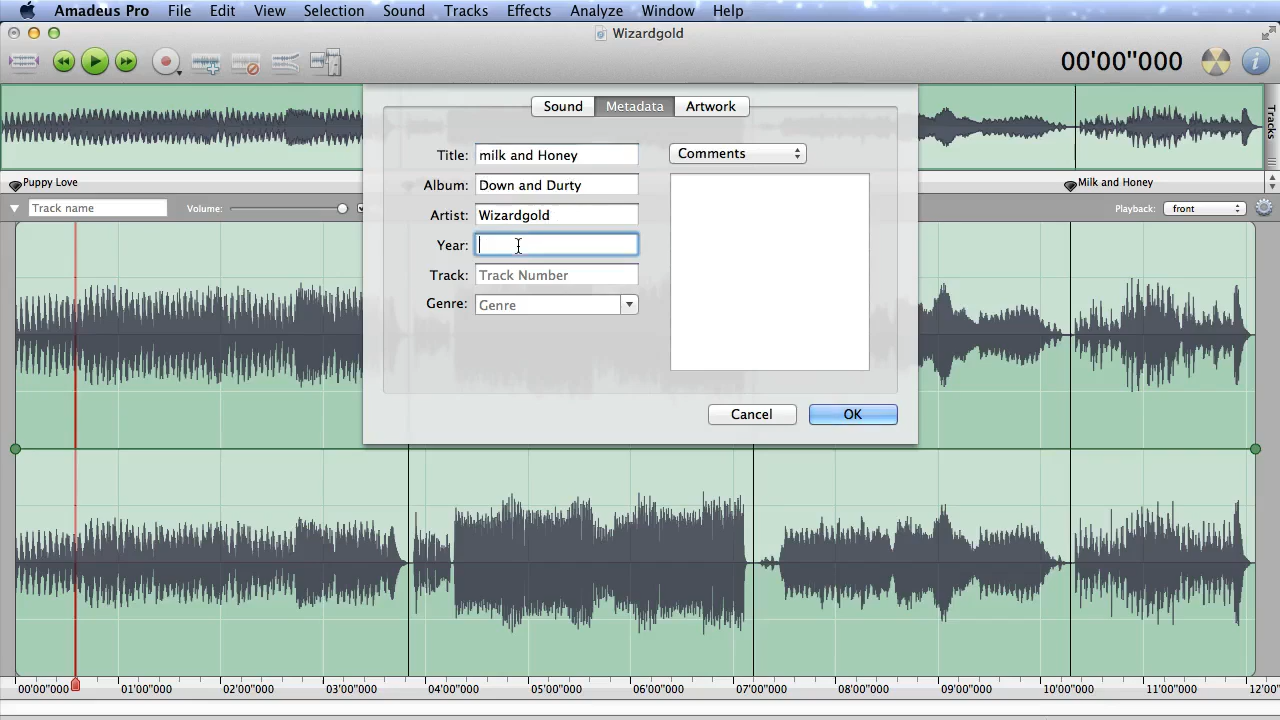 Amadeus Pro File Edit View Selection Sound Tracks Effects Analyze Window Help
Wizardgold
00'00"000
Sound Metadata Artwork
Tracks
Title: milk and Honey Comments
Puppy Love Milk and Honey
Album: Down and Durty
Track name Volume: Playback: front
Artist: Wizardgold
Year:
Track: Track Number
Genre: Genre
Cancel OK
00'00"000 01'00"000 02'00"000 03'00"000 04'00"000 05'00"000 06'00"000 07'00"000 08'00"000 09'00"000 10'00"000 11'00"000 12'00"